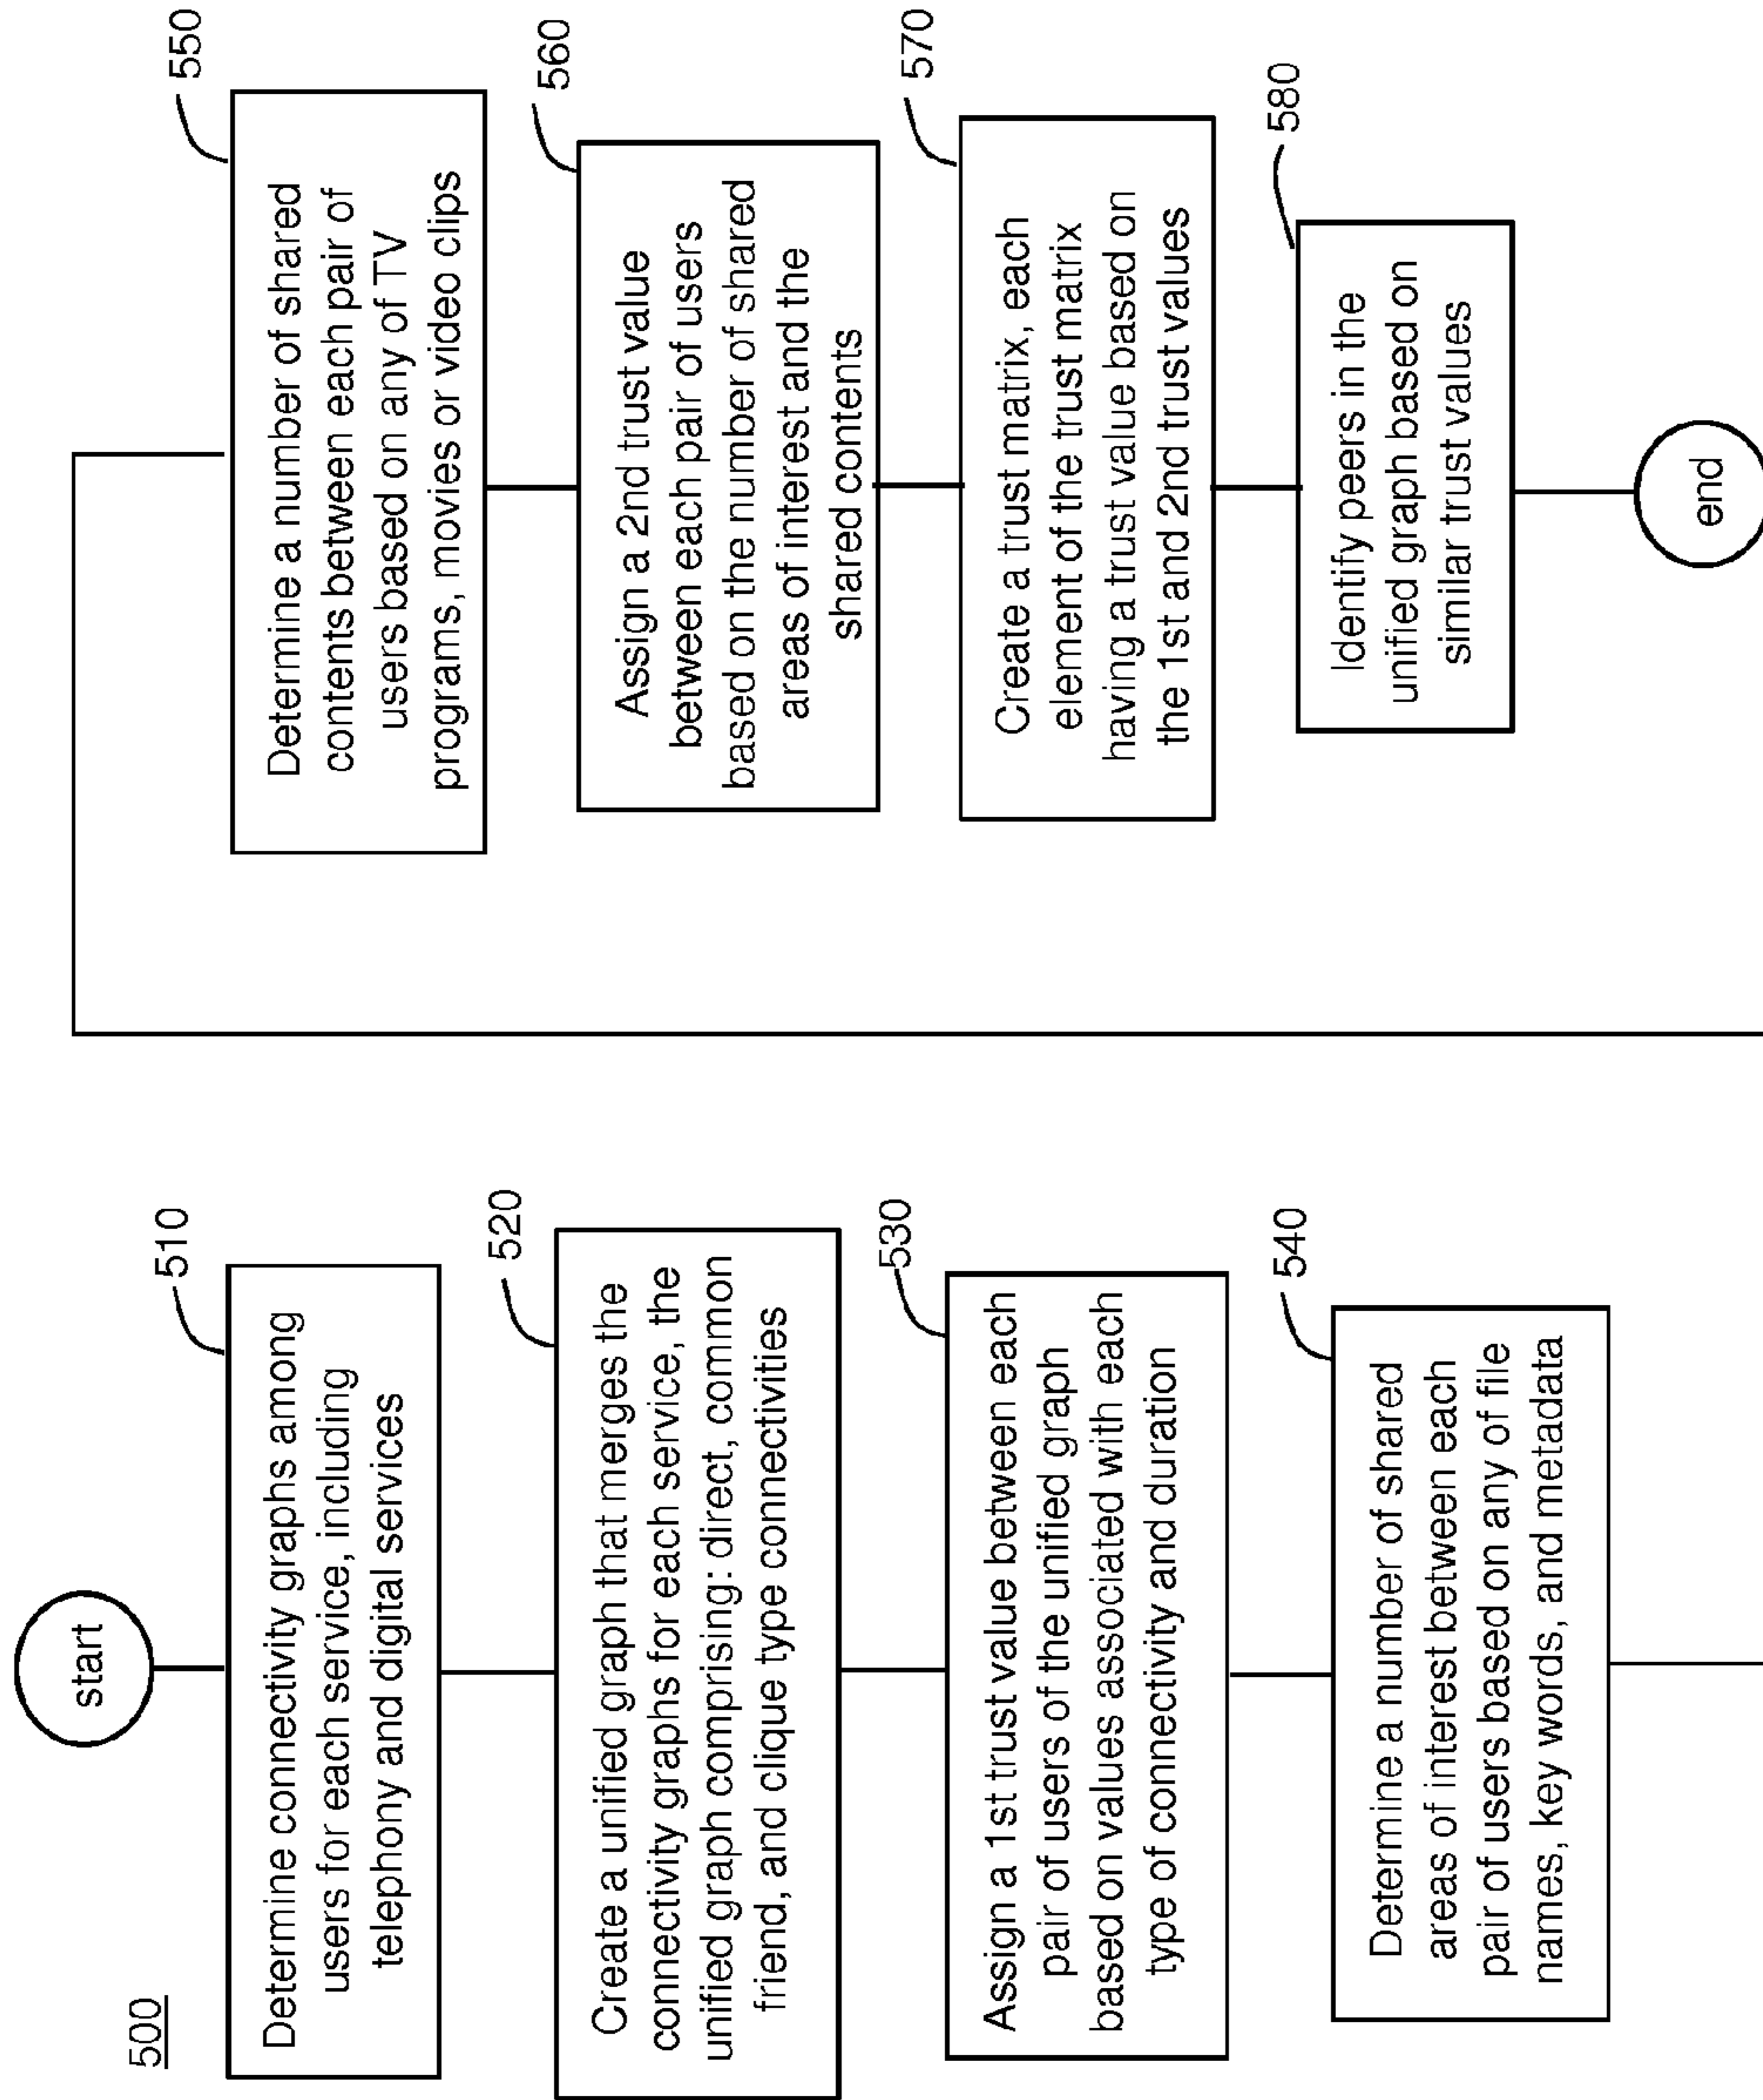 500
start
510
Determine connectivity graphs among
users for each service, including
telephony and digital services
520
Create a unified graph that merges the
connectivity graphs for each service, the
unified graph comprising: direct, common
friend, and clique type connectivities
530
Assign a 1st trust value between each
pair of users of the unified graph
based on values associated with each
type of connectivity and duration
540
Determine a number of shared
areas of interest between each
pair of users based on any of file
names, key words, and metadata
550
Determine a number of shared
contents between each pair of
users based on any of TV
programs, movies or video clips
560
Assign a 2nd trust value
between each pair of users
based on the number of shared
areas of interest and the
shared contents
570
Create a trust matrix, each
element of the trust matrix
having a trust value based on
the 1st and 2nd trust values
580
Identify peers in the
unified graph based on
similar trust values
end